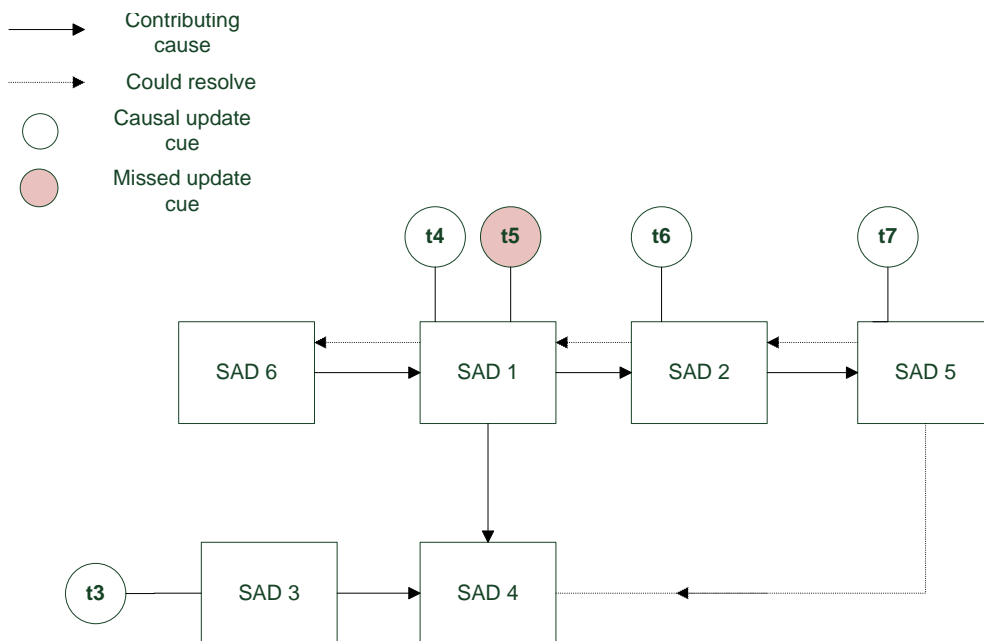 Contributing
cause
Could resolve
Causal update
cue
Missed update
cue
t4
t5
t6
t7
SAD 6
SAD 1
SAD 2
SAD 5
t3
SAD 3
SAD 4